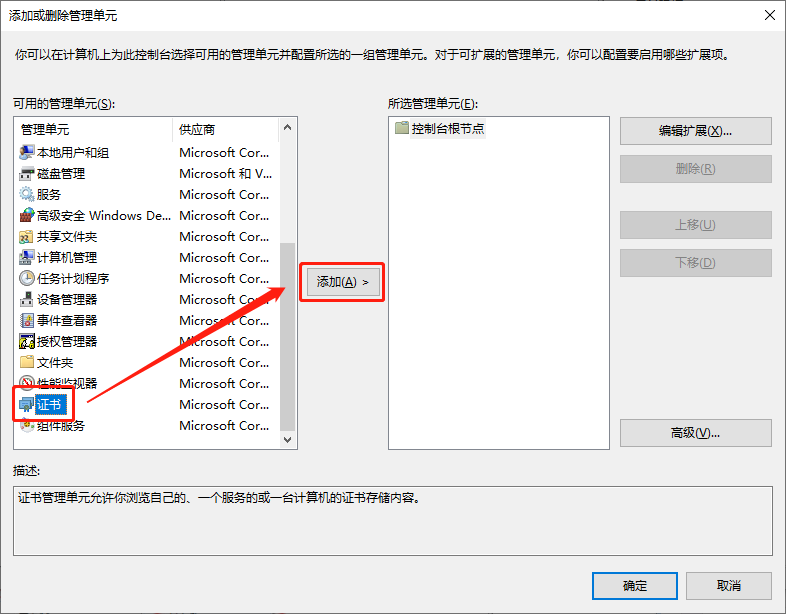 添加或删除管理单元
你可以在计算机上为此控制台选择可用的管理单元并配置所选的一组管理单元。对于可扩展的管理单元，你可以配置要启用哪些扩展项。
可用的管理单元(S):
管理单元 供应商
本地用户和组 Microsoft Cor...
磁盘管理 Microsoft 和 V...
服务 Microsoft Cor...
高级安全 Windows De... Microsoft Cor...
共享文件夹 Microsoft Cor...
计算机管理 Microsoft Cor...
任务计划程序 Microsoft Cor...
设备管理器 Microsoft Cor...
事件查看器 Microsoft Cor...
授权管理器 Microsoft Cor...
文件夹 Microsoft Cor...
性能监视器 Microsoft Cor...
证书 Microsoft Cor...
组件服务 Microsoft Cor...
添加(A) >
所选管理单元(E):
控制台根节点
编辑扩展(X)...
删除(R)
上移(U)
下移(D)
高级(V)...
描述:
证书管理单元允许你浏览自己的、一个服务的或一台计算机的证书存储内容。
确定
取消